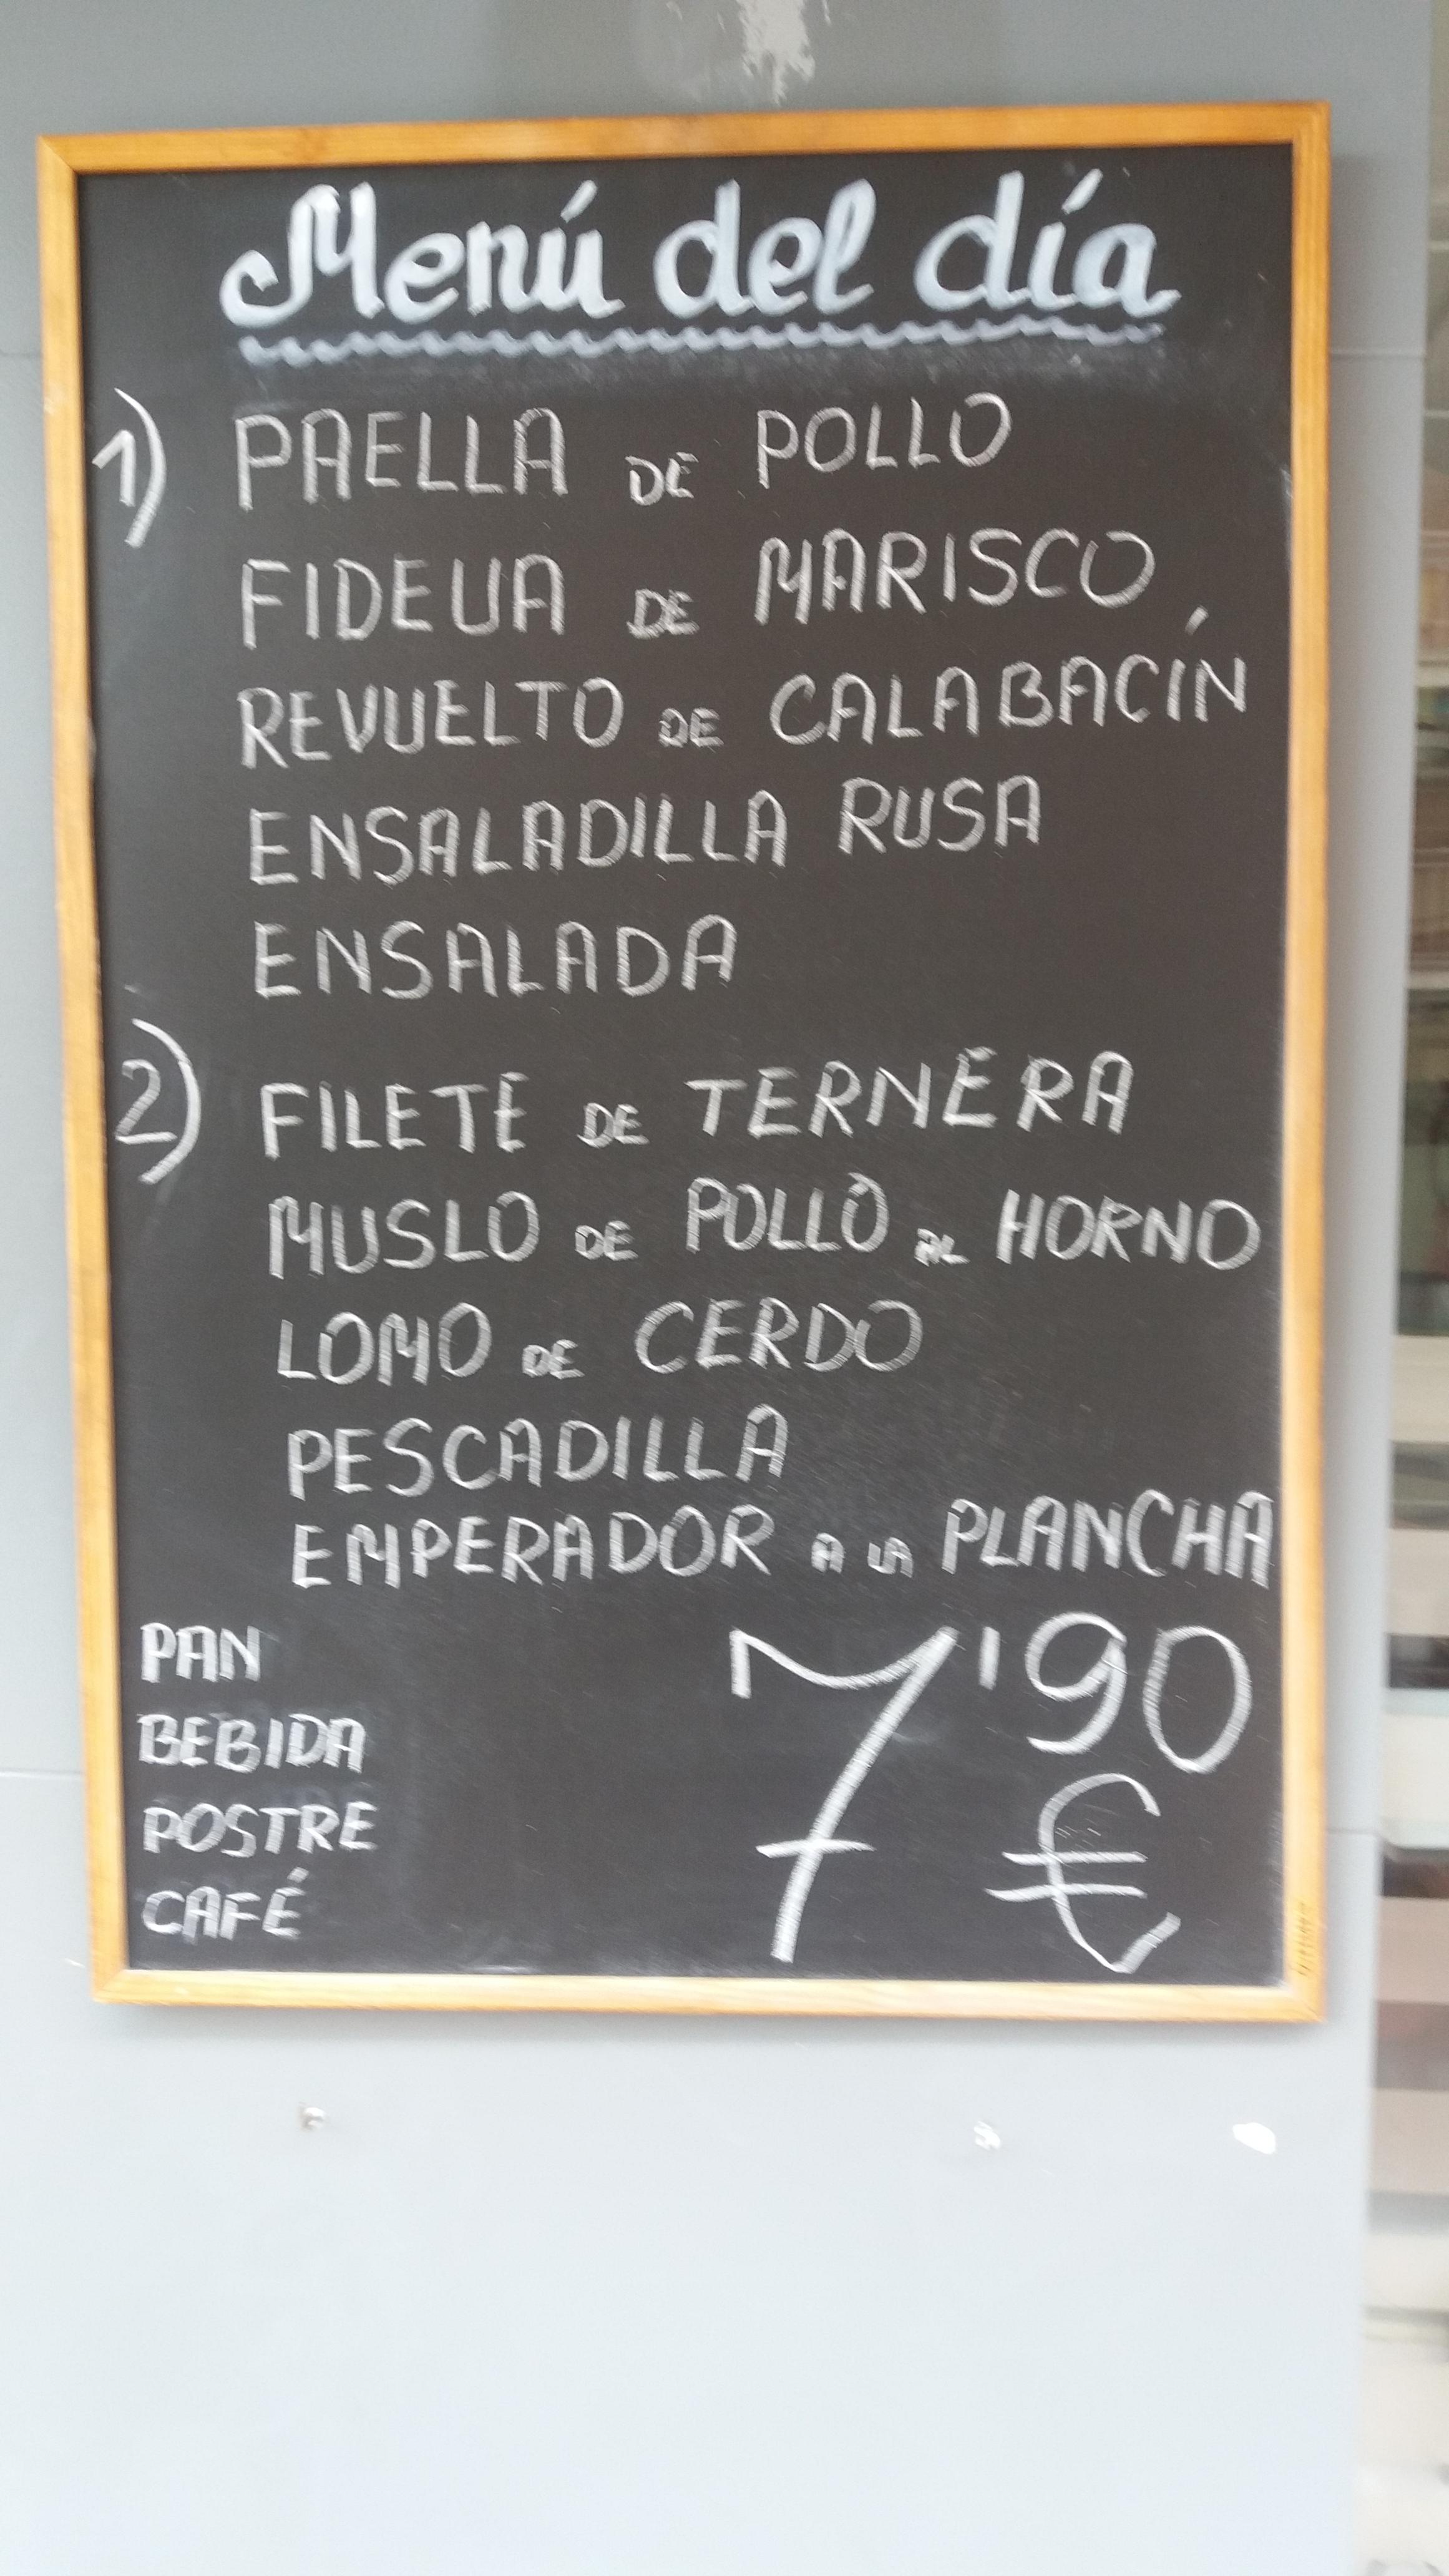 Menú del día
1) PAELLA DE POLLO
FIDEUA DE MARISCO
REVUELTO DE CALABACÍN
ENSALADILLA RUSA
ENSALADA
2) FILETE DE TERNERA
MUSLO DE POLLO AL HORNO
LOMO DE CERDO
PESCADILLA
EMPERADOR A LA PLANCHA
PAN
BEBIDA
POSTRE
CAFÉ
7'90
€